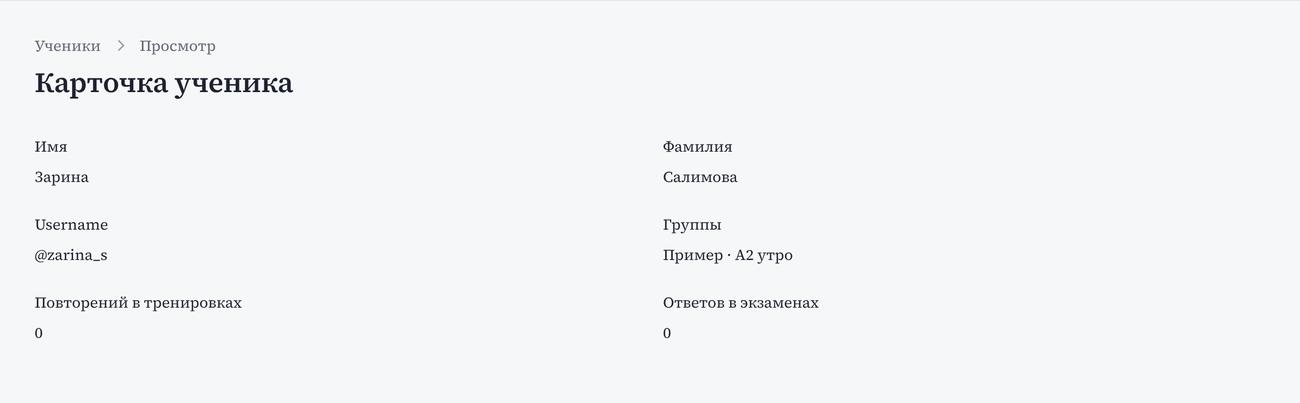 Ученики Просмотр
Карточка ученика
Имя
Зарина
Фамилия
Салимова
Username
@zarina_s
Группы
Пример · A2 утро
Повторений в тренировках
0
Ответов в экзаменах
0